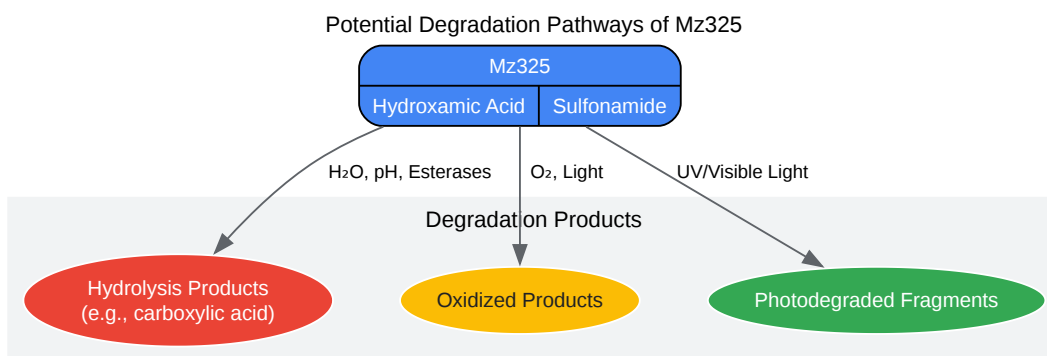 Potential Degradation Pathways of Mz325
Mz325
Hydroxamic Acid
Sulfonamide
H₂O, pH, Esterases
O₂, Light
UV/Visible Light
Degradation Products
Hydrolysis Products
(e.g., carboxylic acid)
Oxidized Products
Photodegraded Fragments